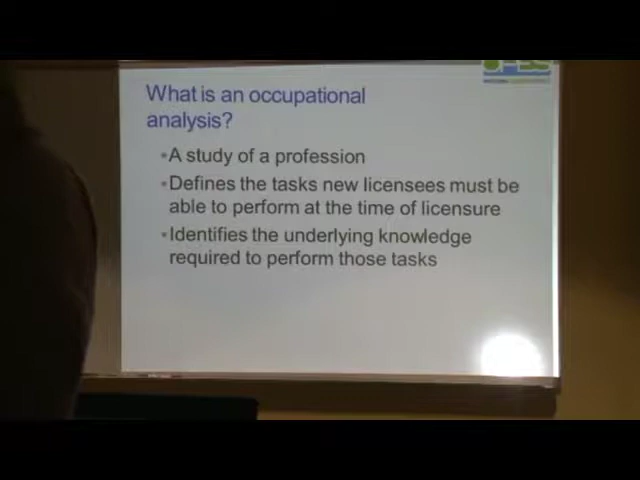 What is an occupational
analysis?
•A study of a profession
•Defines the tasks new licensees must be
able to perform at the time of licensure
•Identifies the underlying knowledge
required to perform those tasks